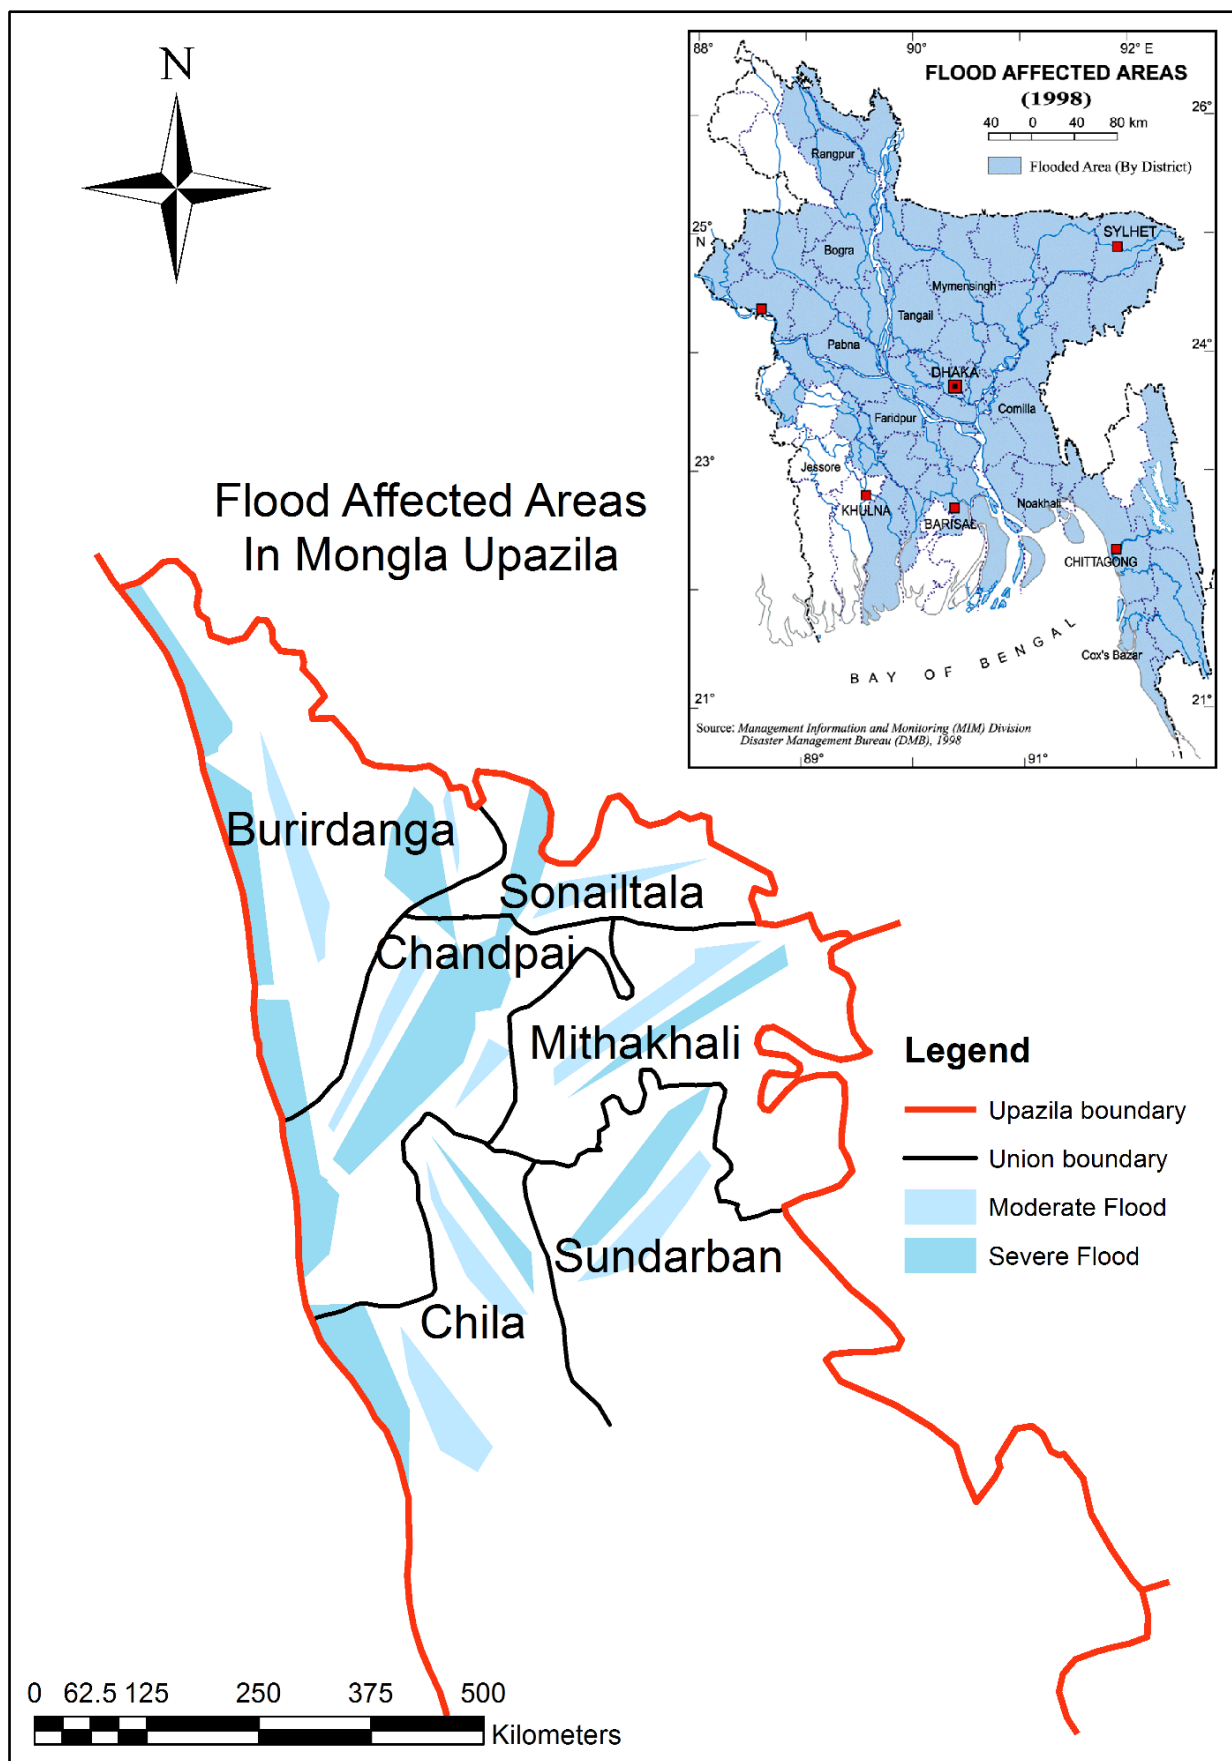 N
88°
90°
92° E
FLOOD AFFECTED AREAS
(1998)
26°
40 0 40 80 km
Flooded Area (By District)
Rangpur
25°
N
SYLHET
Bogra
Mymensingh
Tangail
24°
Pabna
DHAKA
Comilla
Faridpur
23°
Jessore
KHULNA
BARISAL
Noakhali
CHITTAGONG
Cox's Bazar
BAY OF BENGAL
21°
21°
Source: Management Information and Monitoring (MIM) Division
Disaster Management Bureau (DMB), 1998
89°
91°
Flood Affected Areas
In Mongla Upazila
Burirdanga
Sonailtala
Chandpai
Mithakhali
Sundarban
Chila
Legend
Upazila boundary
Union boundary
Moderate Flood
Severe Flood
0 62.5 125 250 375 500
Kilometers